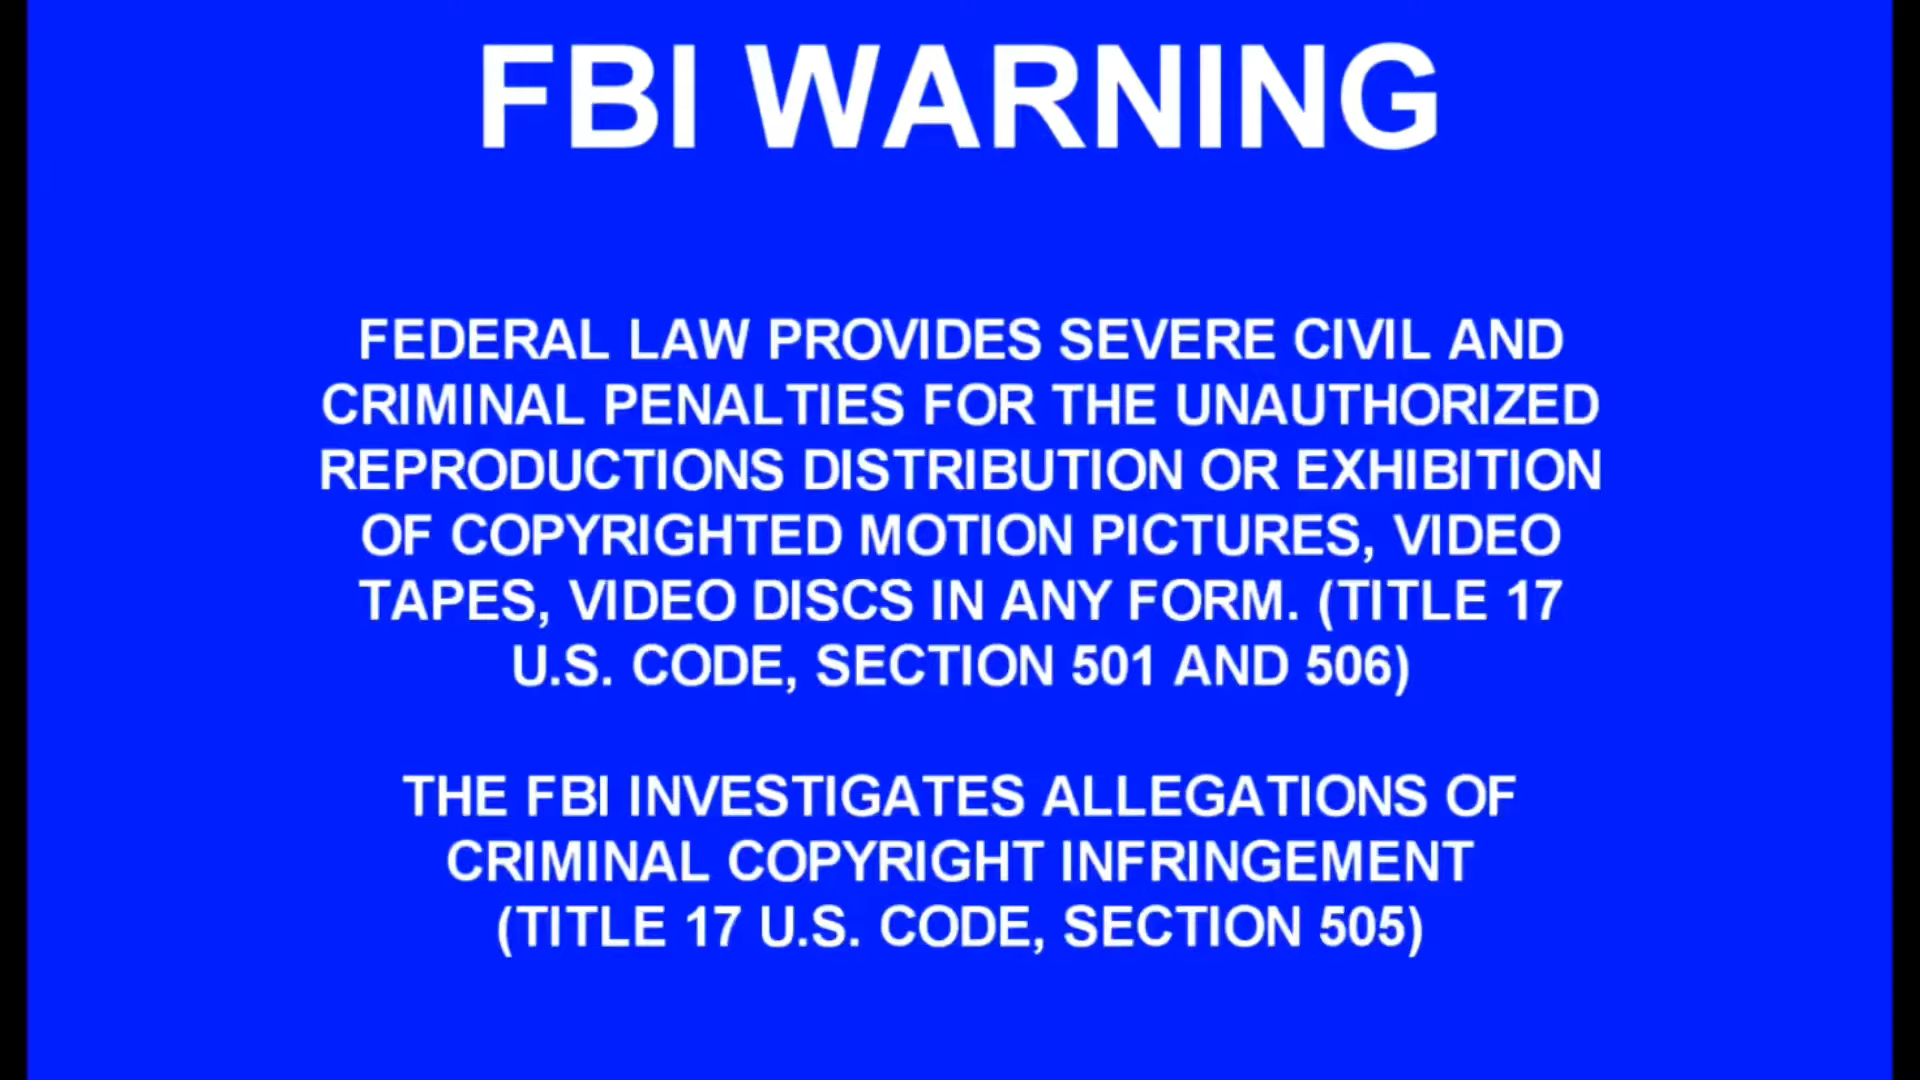 FBI WARNING
FEDERAL LAW PROVIDES SEVERE CIVIL AND
CRIMINAL PENALTIES FOR THE UNAUTHORIZED
REPRODUCTIONS DISTRIBUTION OR EXHIBITION
OF COPYRIGHTED MOTION PICTURES, VIDEO
TAPES, VIDEO DISCS IN ANY FORM. (TITLE 17
U.S. CODE, SECTION 501 AND 506)
THE FBI INVESTIGATES ALLEGATIONS OF
CRIMINAL COPYRIGHT INFRINGEMENT
(TITLE 17 U.S. CODE, SECTION 505)